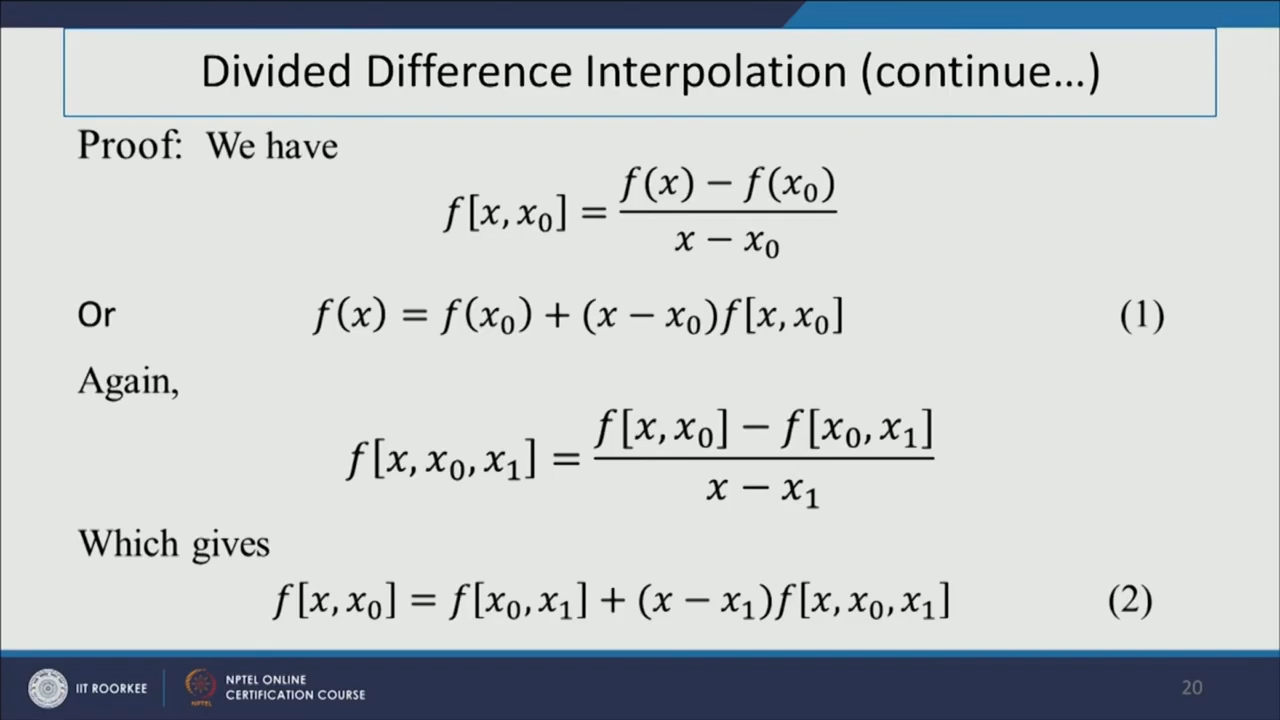 Divided Difference Interpolation (continue...)
Proof: We have
f[x, x₀] = (f(x) − f(x₀)) / (x − x₀)
Or f(x) = f(x₀) + (x − x₀)f[x, x₀] (1)
Again,
f[x, x₀, x₁] = (f[x, x₀] − f[x₀, x₁]) / (x − x₁)
Which gives
f[x, x₀] = f[x₀, x₁] + (x − x₁)f[x, x₀, x₁] (2)
IIT ROORKEE
NPTEL
NPTEL ONLINE
CERTIFICATION COURSE
20